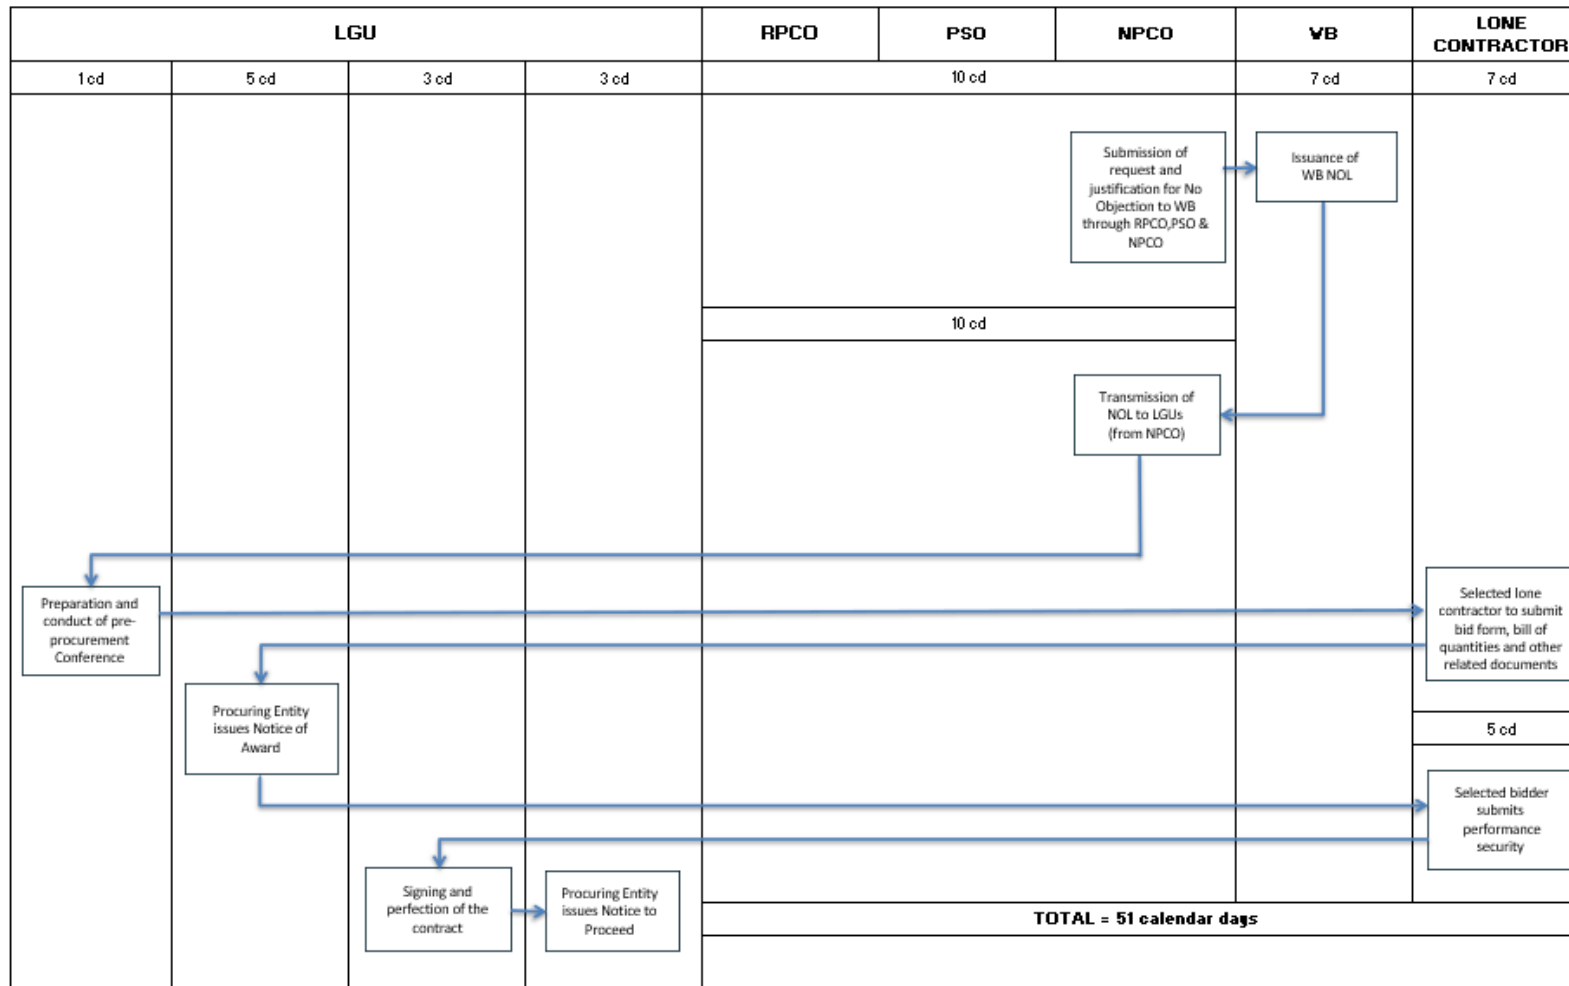 LGU
RPCO
PSO
NPCO
WB
LONE
CONTRACTOR
1 cd
5 cd
3 cd
3 cd
10 cd
7 cd
7 cd
Submission of
request and
justification for No
Objection to WB
through RPCO,PSO &
NPCO
Issuance of
WB NOL
10 cd
Transmission of
NOL to LGUs
(from NPCO)
Preparation and
conduct of pre-
procurement
Conference
Selected lone
contractor to submit
bid form, bill of
quantities and other
related documents
Procuring Entity
issues Notice of
Award
5 cd
Selected bidder
submits
performance
security
Signing and
perfection of the
contract
Procuring Entity
issues Notice to
Proceed
TOTAL = 51 calendar days